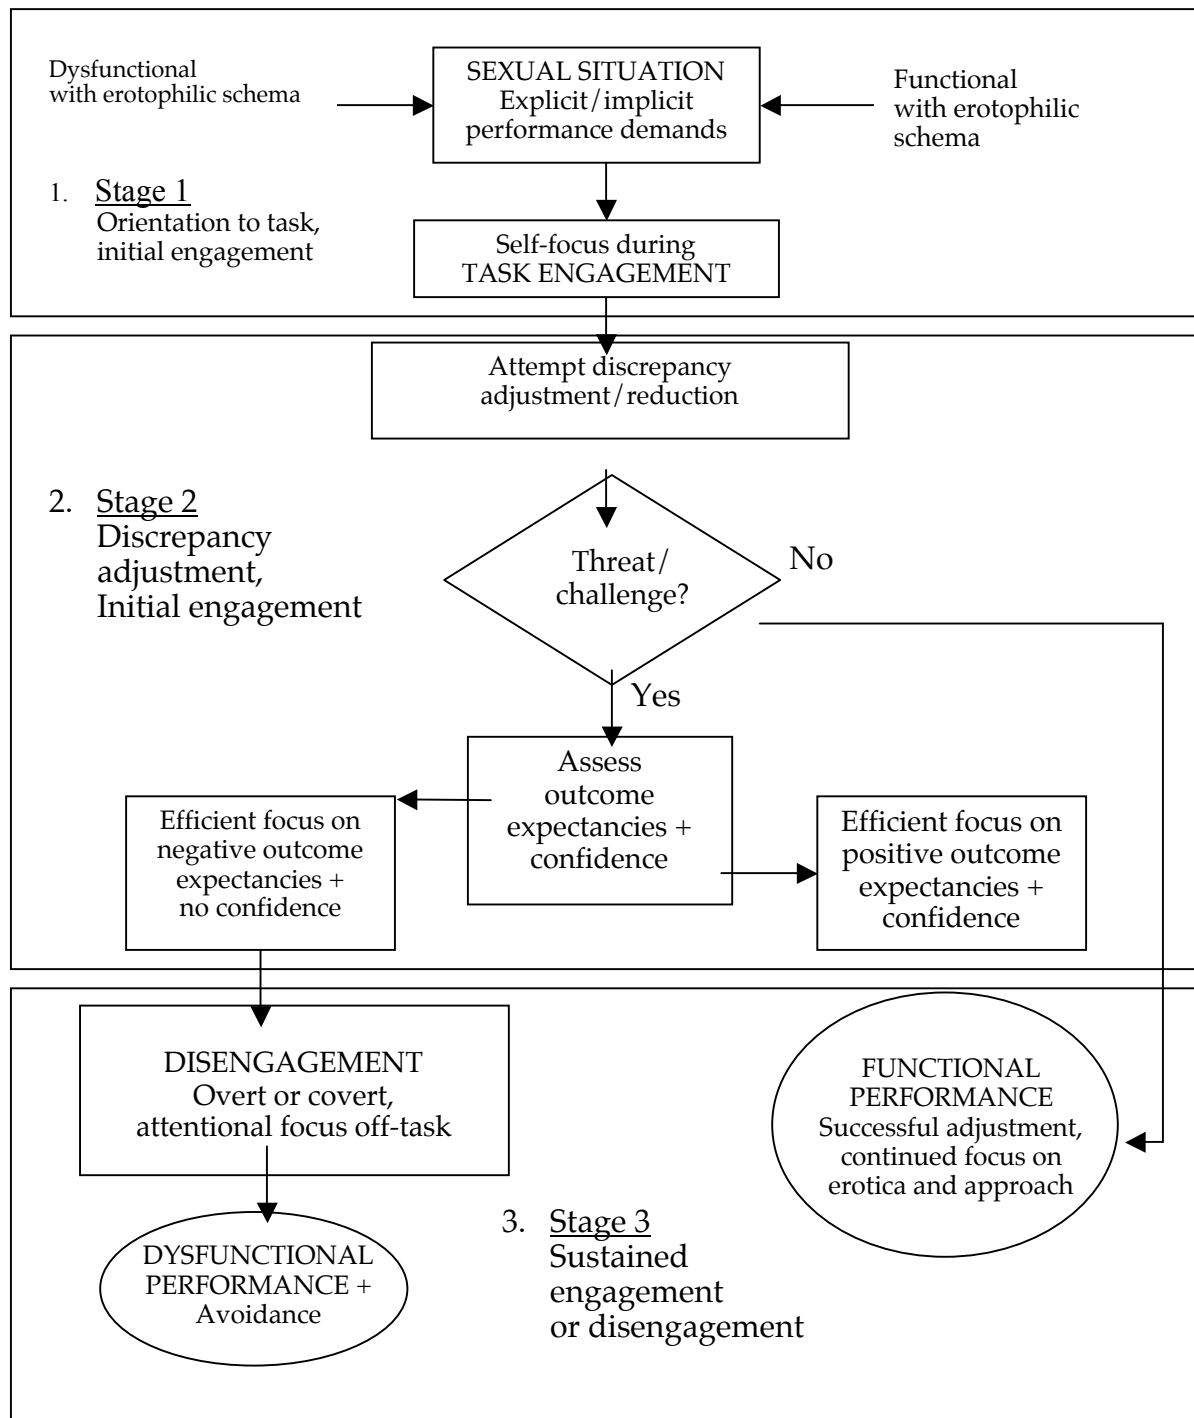 Dysfunctional
with erotophilic schema
SEXUAL SITUATION
Explicit/implicit
performance demands
Functional
with erotophilic
schema
1. Stage 1
Orientation to task,
initial engagement
Self-focus during
TASK ENGAGEMENT
Attempt discrepancy
adjustment/reduction
2. Stage 2
Discrepancy
adjustment,
Initial engagement
Threat/
challenge?
No
Yes
Assess
outcome
expectancies +
confidence
Efficient focus on
negative outcome
expectancies +
no confidence
Efficient focus on
positive outcome
expectancies +
confidence
DISENGAGEMENT
Overt or covert,
attentional focus off-task
FUNCTIONAL
PERFORMANCE
Successful adjustment,
continued focus on
erotica and approach
DYSFUNCTIONAL
PERFORMANCE +
Avoidance
3. Stage 3
Sustained
engagement
or disengagement